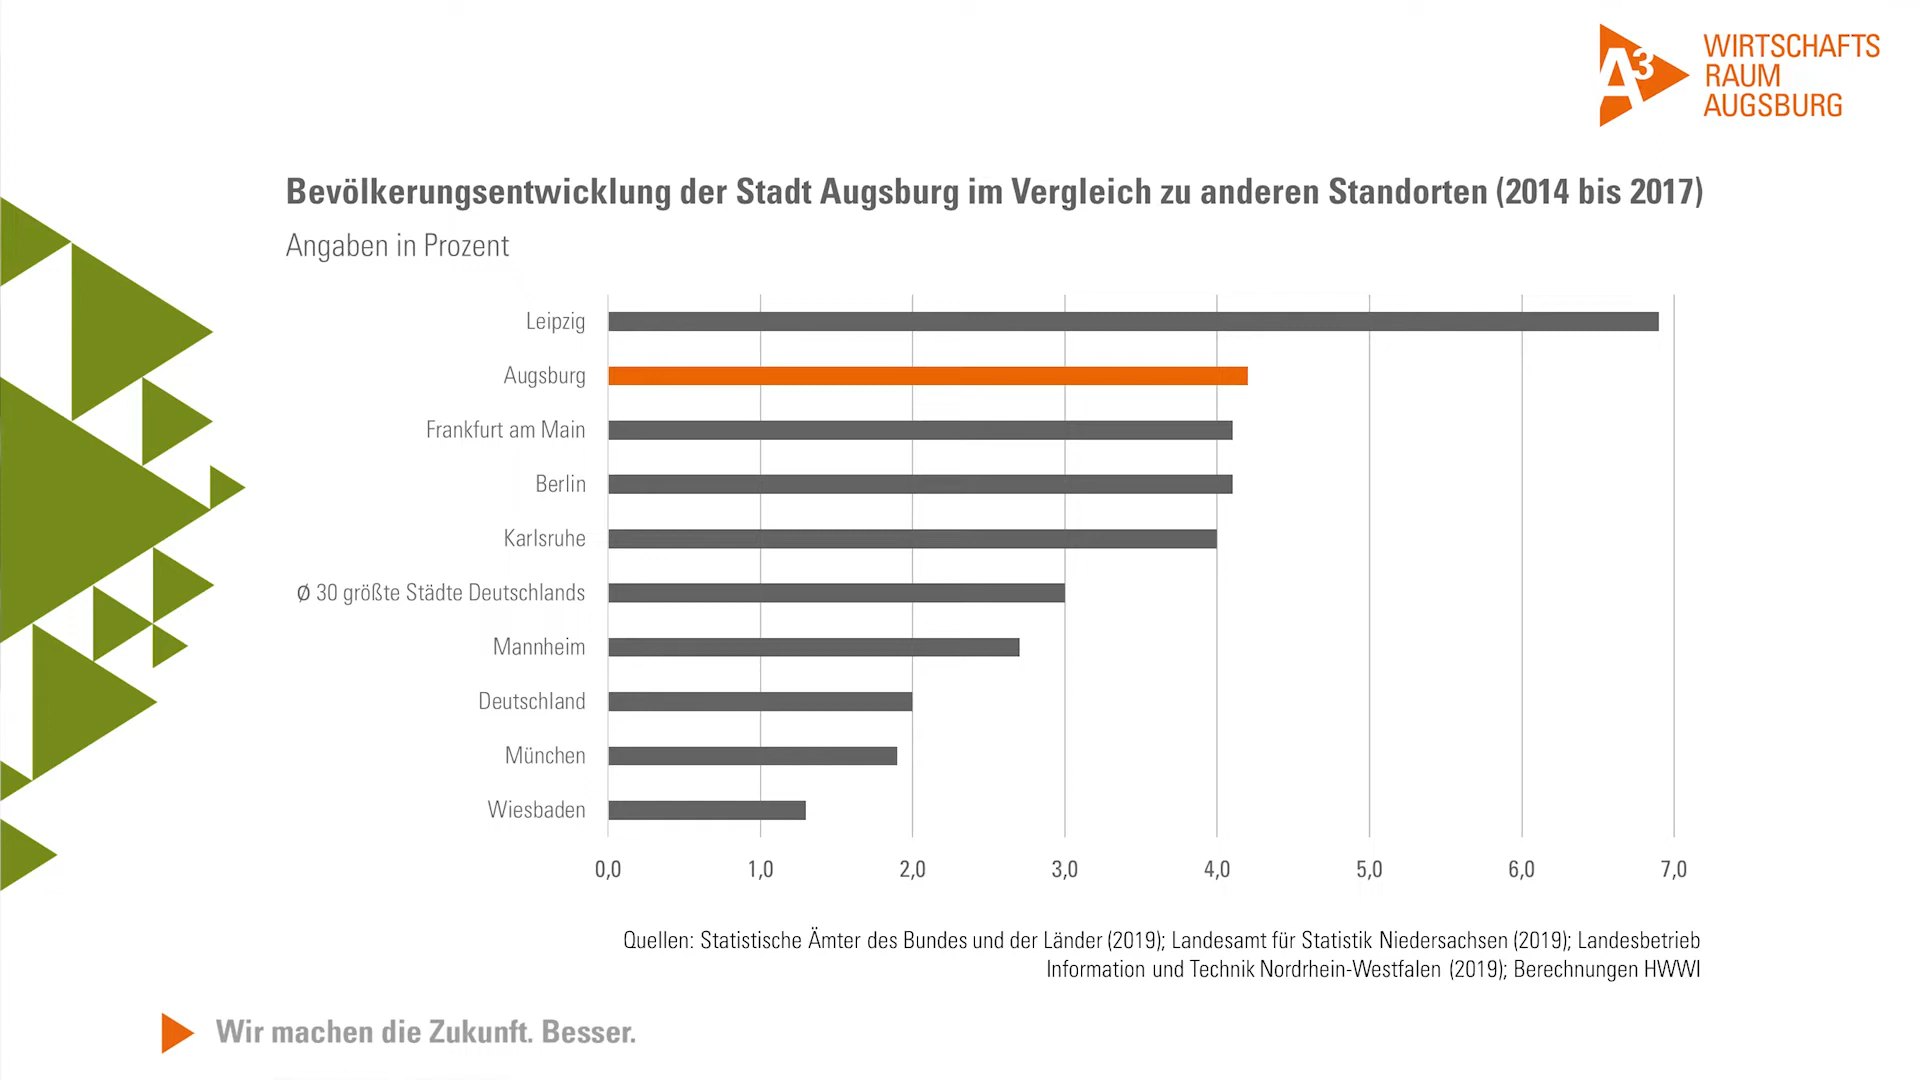 A3
WIRTSCHAFTS
RAUM
AUGSBURG
Bevölkerungsentwicklung der Stadt Augsburg im Vergleich zu anderen Standorten (2014 bis 2017)
Angaben in Prozent
Leipzig
Augsburg
Frankfurt am Main
Berlin
Karlsruhe
Ø 30 größte Städte Deutschlands
Mannheim
Deutschland
München
Wiesbaden
0,0 1,0 2,0 3,0 4,0 5,0 6,0 7,0
Quellen: Statistische Ämter des Bundes und der Länder (2019); Landesamt für Statistik Niedersachsen (2019); Landesbetrieb
Information und Technik Nordrhein-Westfalen (2019); Berechnungen HWWI
Wir machen die Zukunft. Besser.